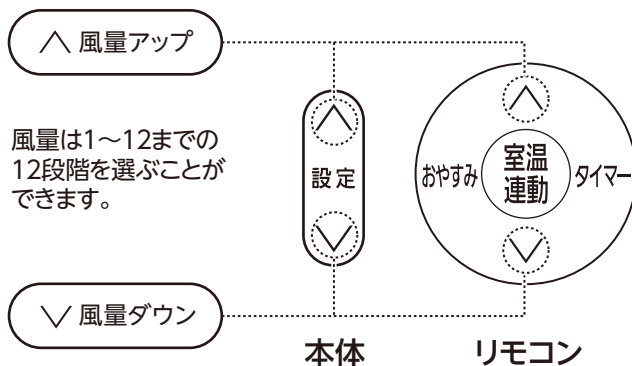 ∧ 風量アップ
風量は1～12までの
12段階を選ぶことが
できます。
∨ 風量ダウン
設定
本体
おやすみ
室温
連動
タイマー
リモコン